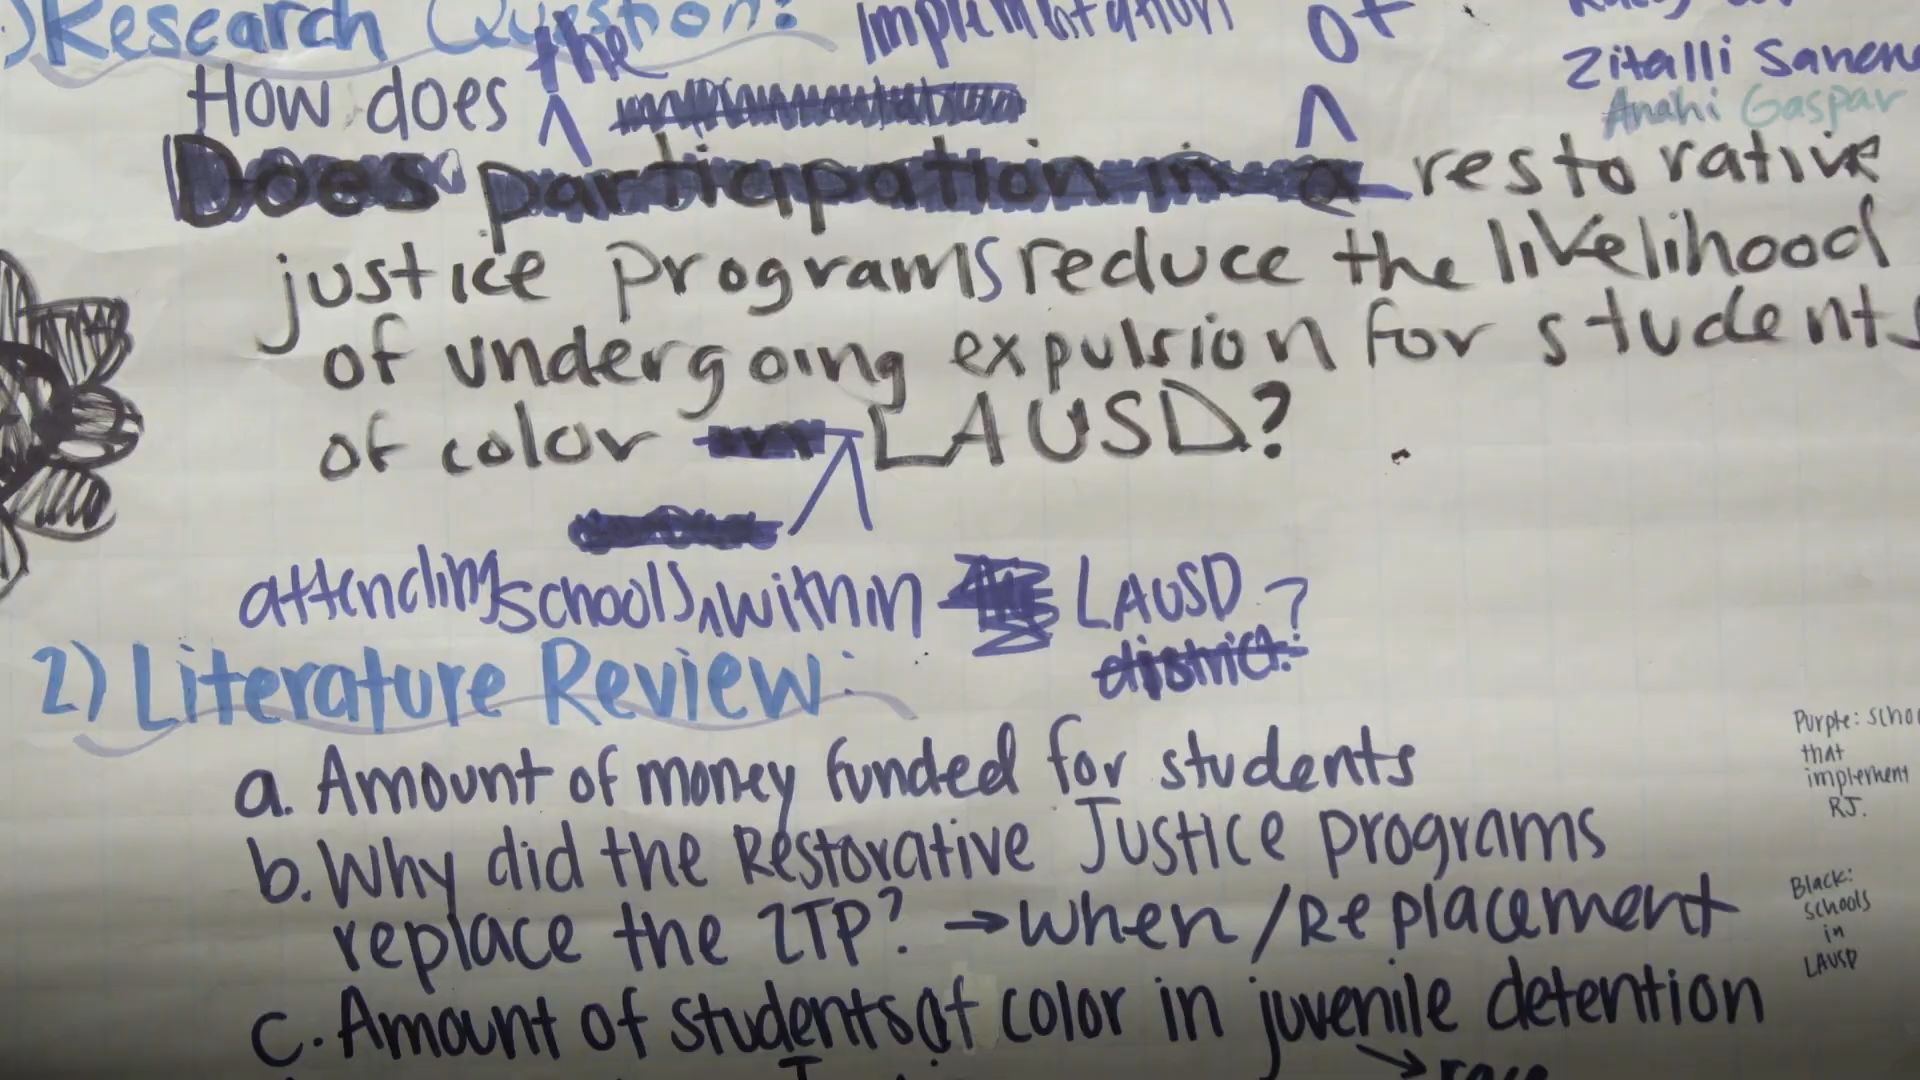 Research Question:
the Implementation of
How does
Does participation in a restorative
justice programs reduce the likelihood
of undergoing expulsion for students
of color in LAUSD?
attending schools within LAUSD?
district.
2) Literature Review:
a. Amount of money funded for students
b. Why did the Restorative Justice programs
replace the ZTP? → When / Replacement
c. Amount of students of color in juvenile detention
→ race
Zitalli
Anahi Gaspar
Purple:
that
implement
RJ.
Black:
schools
in
LAUSD